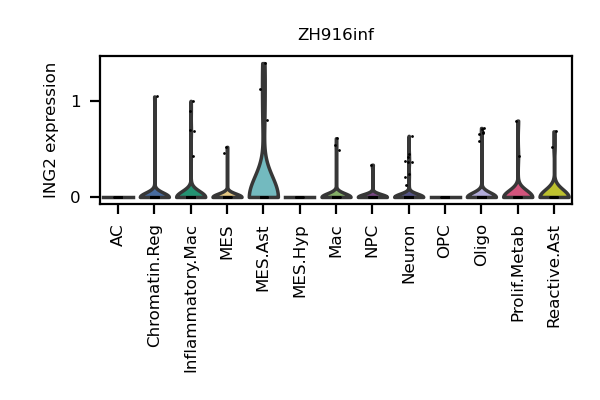 ZH916inf
ING2 expression
1
0
AC
Chromatin.Reg
Inflammatory.Mac
MES
MES.Ast
MES.Hyp
Mac
NPC
Neuron
OPC
Oligo
Prolif.Metab
Reactive.Ast